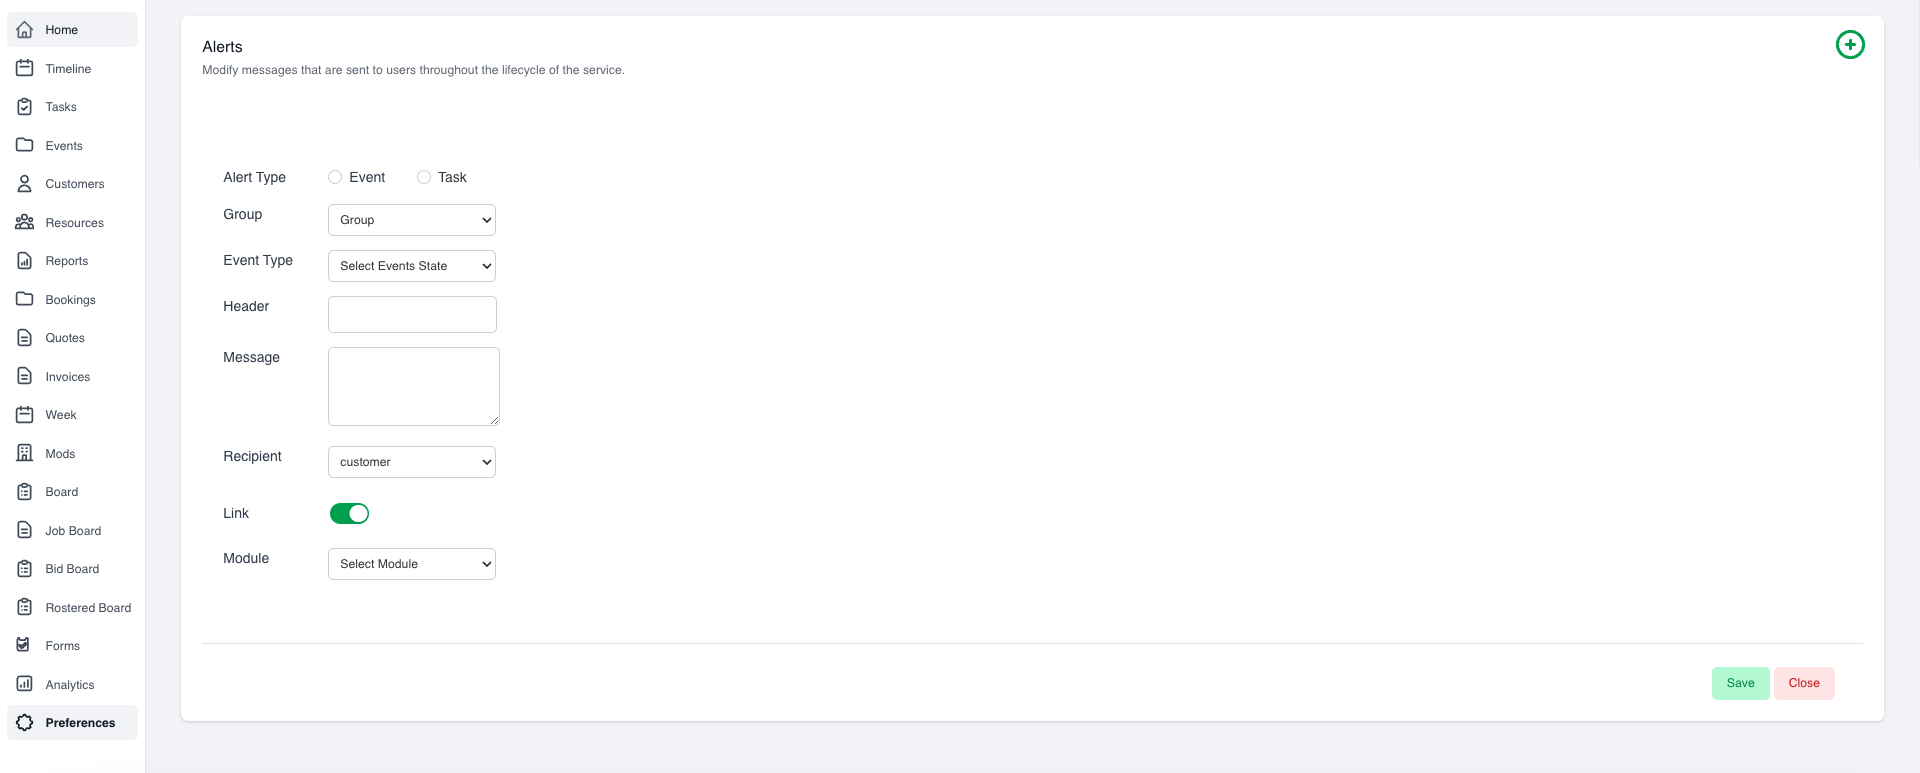 Home
Timeline
Tasks
Events
Customers
Resources
Reports
Bookings
Quotes
Invoices
Week
Mods
Board
Job Board
Bid Board
Rostered Board
Forms
Analytics
Preferences
Alerts
Modify messages that are sent to users throughout the lifecycle of the service.
Alert Type Event Task
Group Group
Event Type Select Events State
Header
Message
Recipient customer
Link
Module Select Module
Save Close